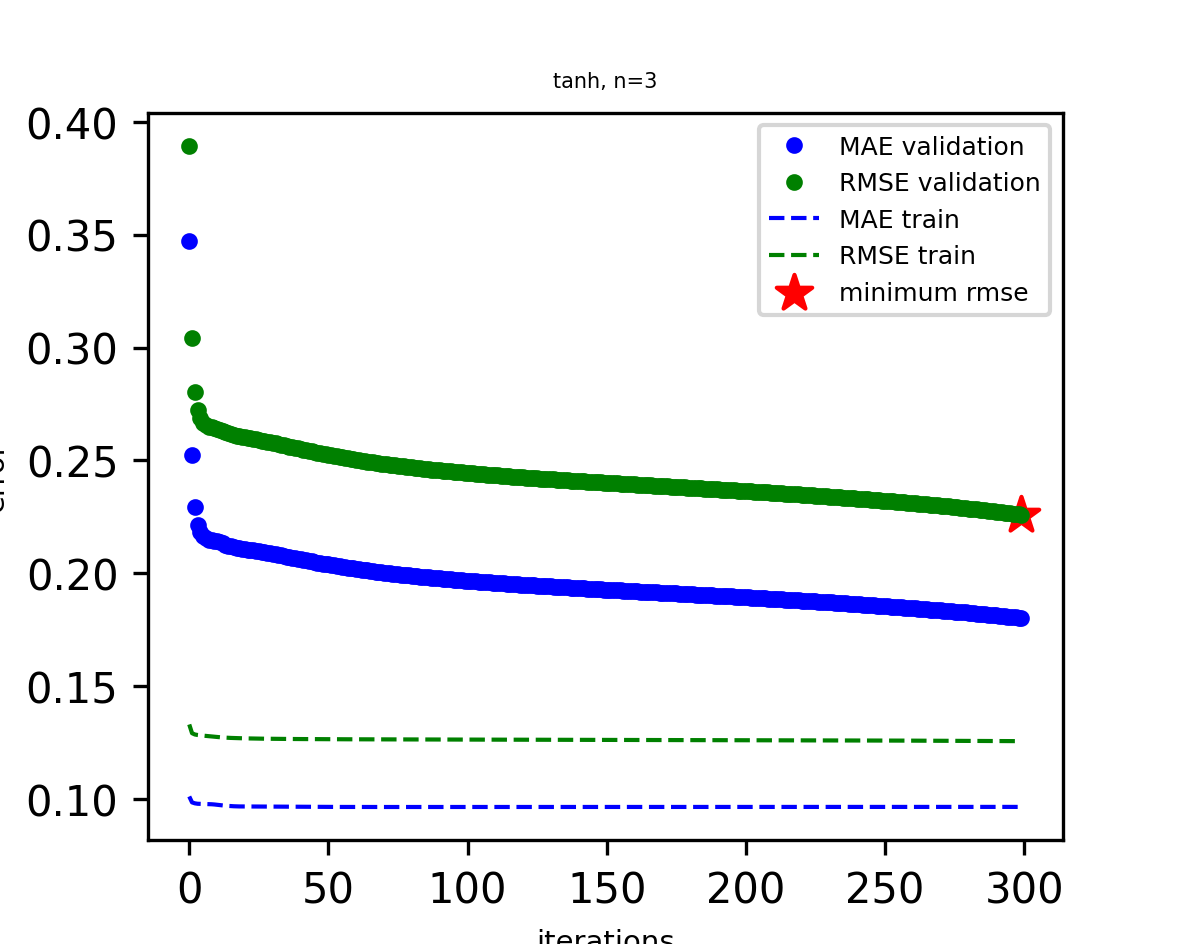 tanh, n=3
0.40
0.35
0.30
0.25
0.20
0.15
0.10
MAE validation
RMSE validation
MAE train
RMSE train
minimum rmse
0 50 100 150 200 250 300
iterations